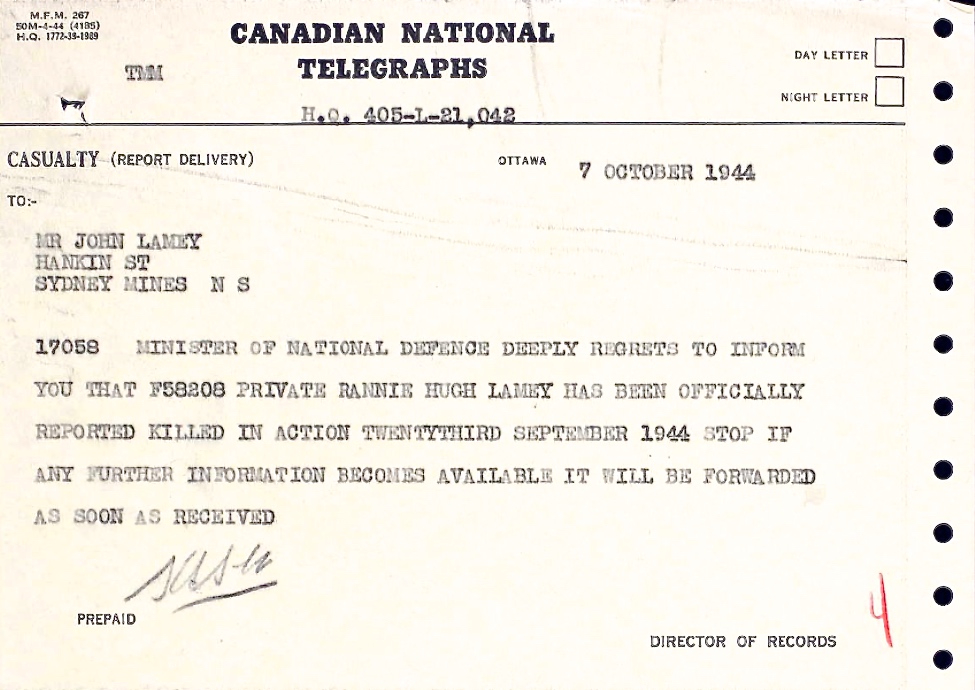 M.F.M. 267
50M-4-44 (4185)
H.Q. 1772-39-1989
CANADIAN NATIONAL
TELEGRAPHS
TMM
DAY LETTER
NIGHT LETTER
H.Q. 405-L-21,042
CASUALTY (REPORT DELIVERY)
OTTAWA 7 OCTOBER 1944
TO:-
MR JOHN LAMEY
HANKIN ST
SYDNEY MINES N S
17058 MINISTER OF NATIONAL DEFENCE DEEPLY REGRETS TO INFORM
YOU THAT F58208 PRIVATE RANNIE HUGH LAMEY HAS BEEN OFFICIALLY
REPORTED KILLED IN ACTION TWENTYTHIRD SEPTEMBER 1944 STOP IF
ANY FURTHER INFORMATION BECOMES AVAILABLE IT WILL BE FORWARDED
AS SOON AS RECEIVED
PREPAID
4
DIRECTOR OF RECORDS